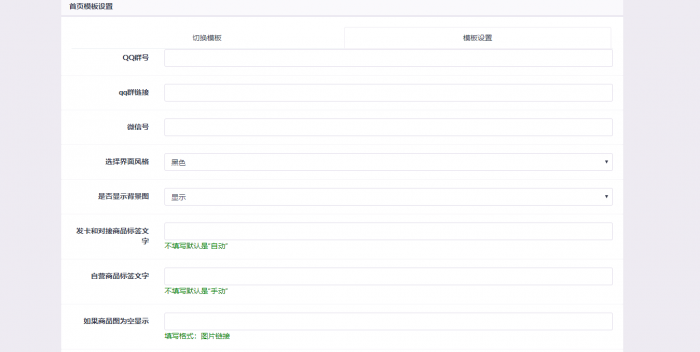 首页模板设置
切换模板
模板设置
QQ群号
qq群链接
微信号
选择界面风格
黑色
是否显示背景图
显示
发卡和对接商品标签文
字
不填写默认是"自动"
自营商品标签文字
不填写默认是"手动"
如果商品图为空显示
填写格式：图片链接